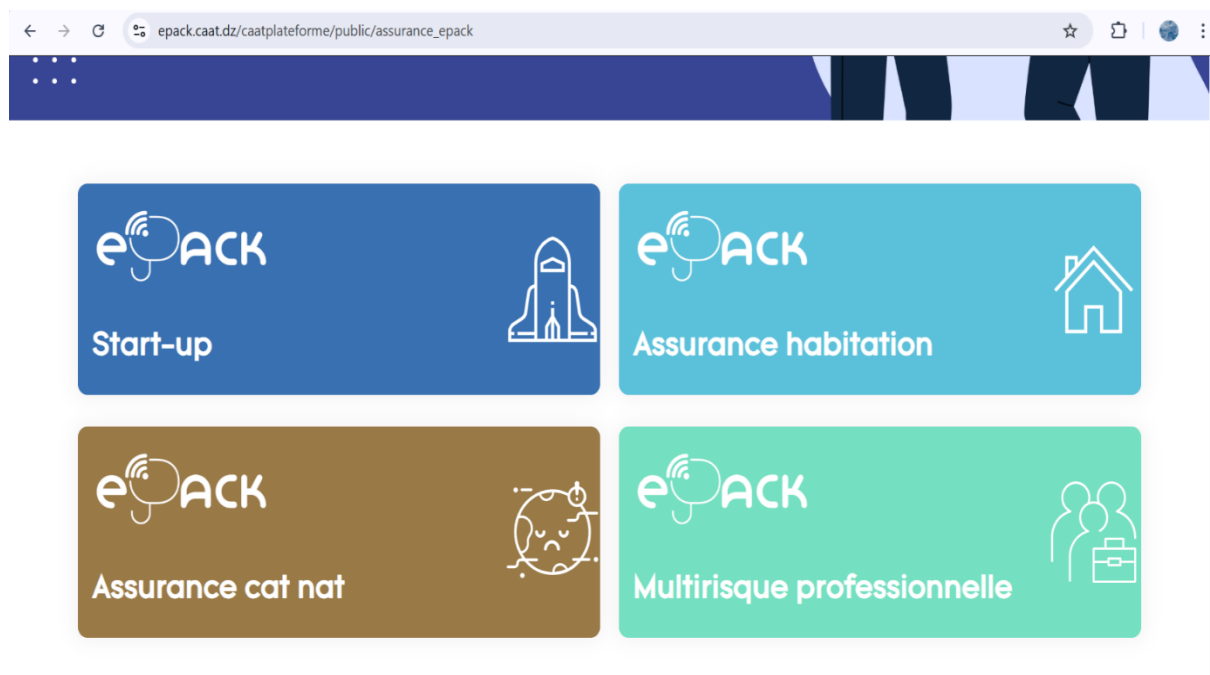 epack.caat.dz/caatplateforme/public/assurance_epack
ePACK
Start-up
ePACK
Assurance habitation
ePACK
Assurance cat nat
ePACK
Multirisque professionnelle